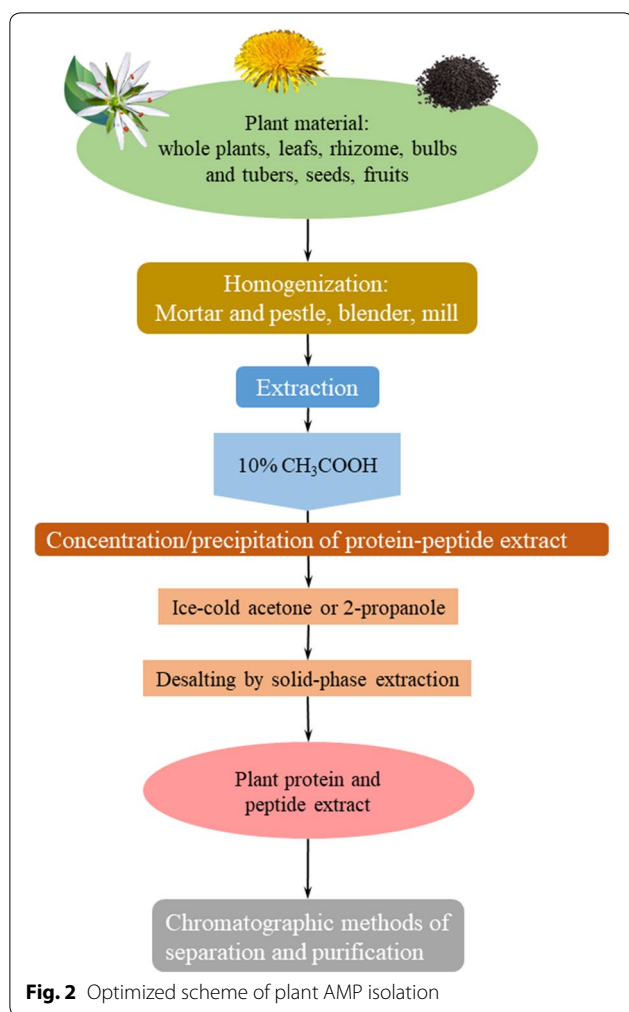 Plant material:
whole plants, leafs, rhizome, bulbs
and tubers, seeds, fruits
Homogenization:
Mortar and pestle, blender, mill
Extraction
10% CH₃COOH
Concentration/precipitation of protein-peptide extract
Ice-cold acetone or 2-propanole
Desalting by solid-phase extraction
Plant protein and
peptide extract
Chromatographic methods of
separation and purification
Fig. 2 Optimized scheme of plant AMP isolation